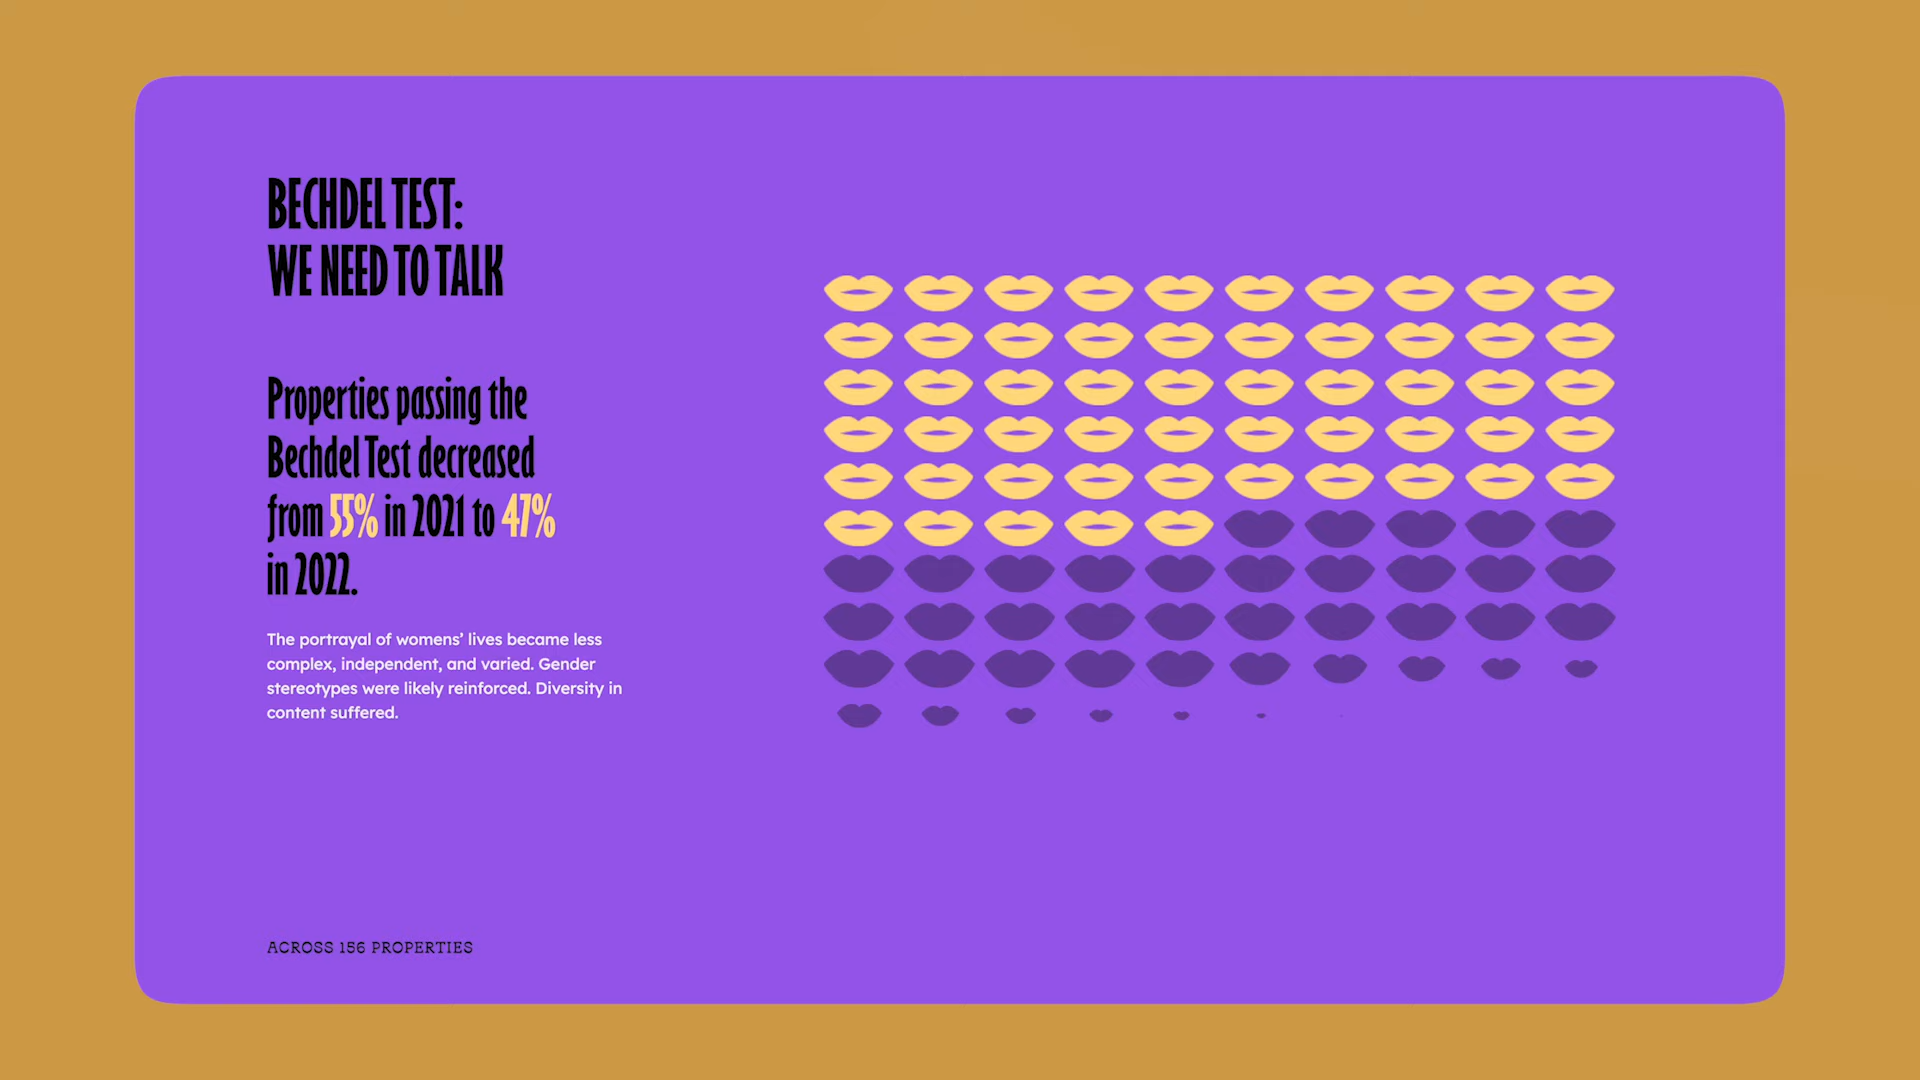 BECHDEL TEST:
WE NEED TO TALK
Properties passing the
Bechdel Test decreased
from 55% in 2021 to 47%
in 2022.
The portrayal of womens’ lives became less
complex, independent, and varied. Gender
stereotypes were likely reinforced. Diversity in
content suffered.
ACROSS 156 PROPERTIES